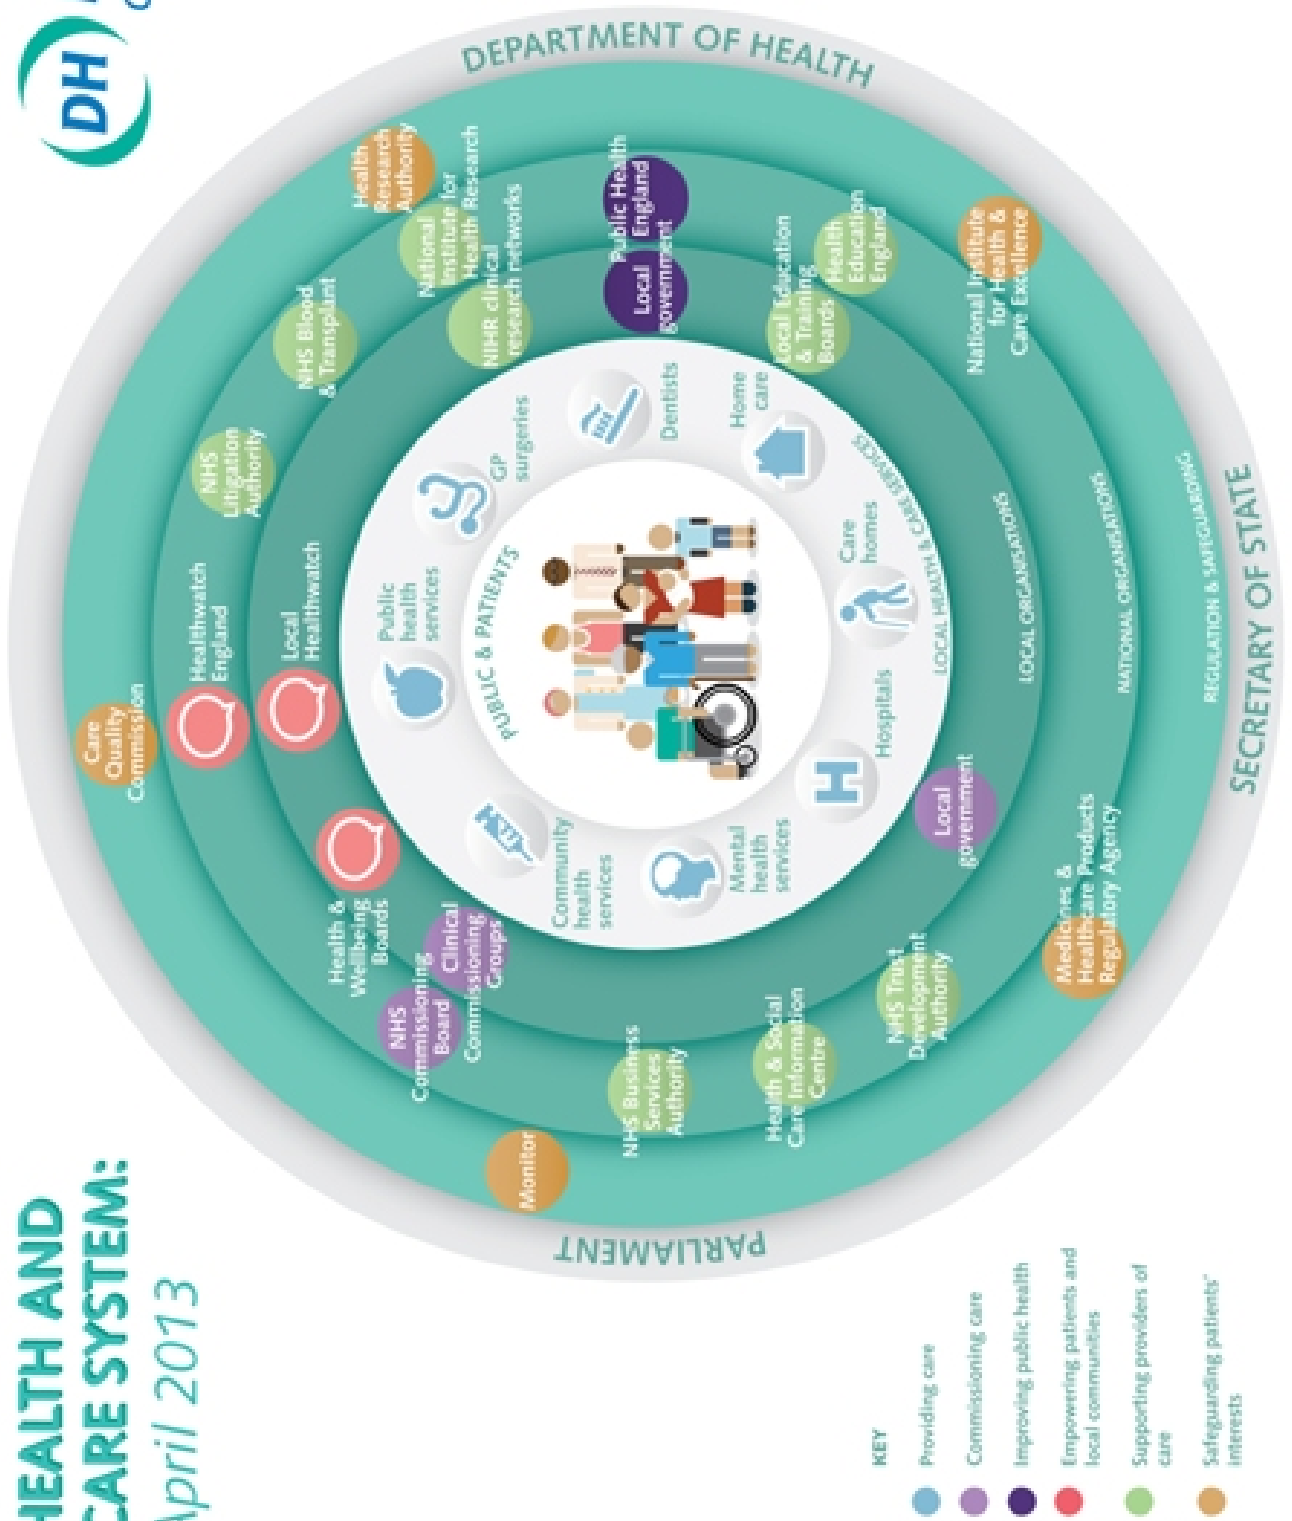 HEALTH AND
CARE SYSTEM:
April 2013
DH
DEPARTMENT OF HEALTH
SECRETARY OF STATE
PARLIAMENT
REGULATION & SAFEGUARDING
NATIONAL ORGANISATIONS
LOCAL ORGANISATIONS
LOCAL HEALTH & CARE SERVICES
PUBLIC & PATIENTS
Care
Quality
Commission
Health
Research
Authority
National Institute
for Health &
Care Excellence
Medicines &
Healthcare Products
Regulatory Agency
Monitor
Healthwatch
England
NHS
Litigation
Authority
NHS Blood
& Transplant
National
Institute for
Health Research
Public Health
England
Health
Education
England
NHS Trust
Development
Authority
Health & Social
Care Information
Centre
NHS Business
Services
Authority
NHS
Commissioning
Board
Local
Healthwatch
NIHR clinical
research networks
Local
government
Local Education
& Training
Boards
Local
government
Clinical
Commissioning
Groups
Commissioning
Health &
Wellbeing
Boards
Public
health
services
GP
surgeries
Dentists
Home
care
Care
homes
Hospitals
Mental
health
services
Community
health
services
KEY
Providing care
Commissioning care
Improving public health
Empowering patients and
local communities
Supporting providers of
care
Safeguarding patients'
interests